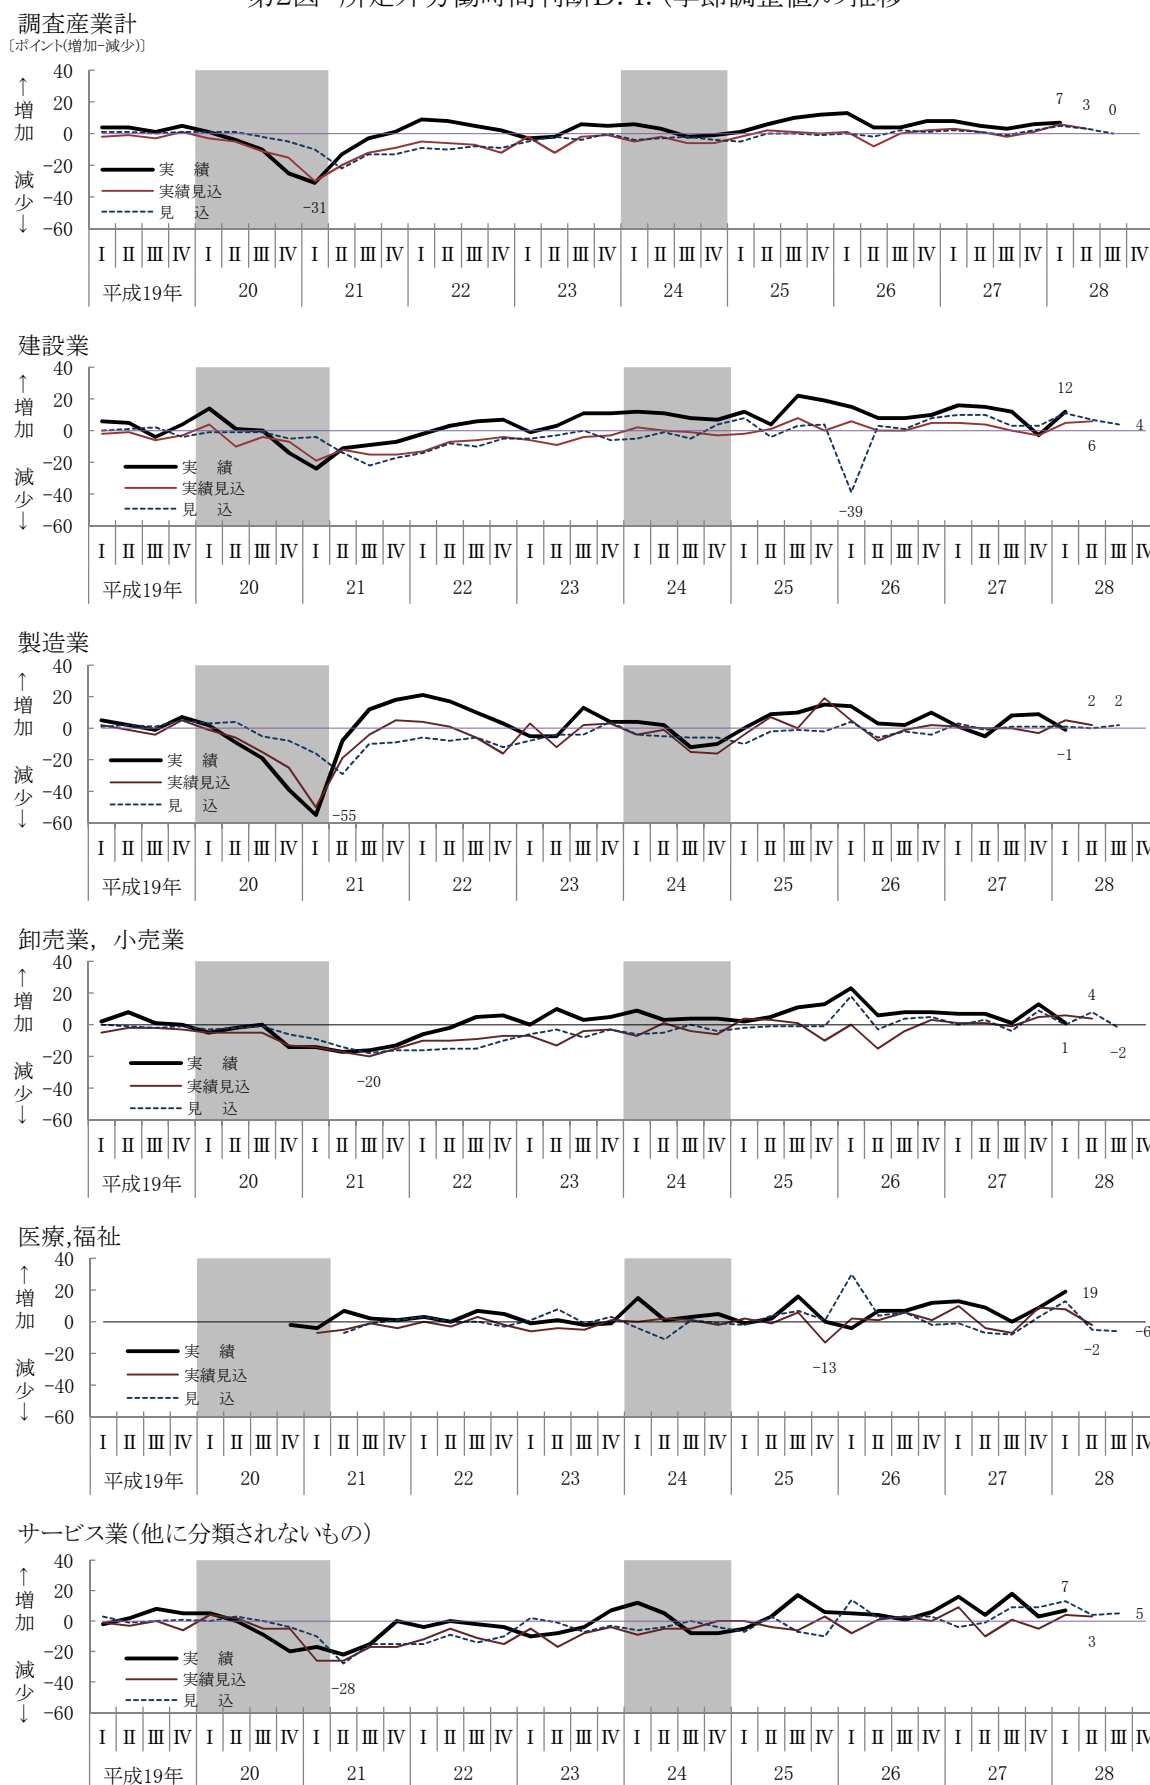 第2図 所定外労働時間判断D.I.(季節調整値)の推移
調査産業計
〔ポイント(増加-減少)〕
40
20
0
-20
-40
-60
↑
増
加
減
少
↓
実 績
実績見込
見 込
-31
7
3
0
Ⅰ Ⅱ Ⅲ Ⅳ Ⅰ Ⅱ Ⅲ Ⅳ Ⅰ Ⅱ Ⅲ Ⅳ Ⅰ Ⅱ Ⅲ Ⅳ Ⅰ Ⅱ Ⅲ Ⅳ Ⅰ Ⅱ Ⅲ Ⅳ Ⅰ Ⅱ Ⅲ Ⅳ Ⅰ Ⅱ Ⅲ Ⅳ Ⅰ Ⅱ Ⅲ Ⅳ Ⅰ Ⅱ Ⅲ Ⅳ
平成19年 20 21 22 23 24 25 26 27 28
建設業
40
20
0
-20
-40
-60
↑
増
加
減
少
↓
実 績
実績見込
見 込
-39
12
6
4
Ⅰ Ⅱ Ⅲ Ⅳ Ⅰ Ⅱ Ⅲ Ⅳ Ⅰ Ⅱ Ⅲ Ⅳ Ⅰ Ⅱ Ⅲ Ⅳ Ⅰ Ⅱ Ⅲ Ⅳ Ⅰ Ⅱ Ⅲ Ⅳ Ⅰ Ⅱ Ⅲ Ⅳ Ⅰ Ⅱ Ⅲ Ⅳ Ⅰ Ⅱ Ⅲ Ⅳ Ⅰ Ⅱ Ⅲ Ⅳ
平成19年 20 21 22 23 24 25 26 27 28
製造業
40
20
0
-20
-40
-60
↑
増
加
減
少
↓
実 績
実績見込
見 込
-55
-1
2
2
Ⅰ Ⅱ Ⅲ Ⅳ Ⅰ Ⅱ Ⅲ Ⅳ Ⅰ Ⅱ Ⅲ Ⅳ Ⅰ Ⅱ Ⅲ Ⅳ Ⅰ Ⅱ Ⅲ Ⅳ Ⅰ Ⅱ Ⅲ Ⅳ Ⅰ Ⅱ Ⅲ Ⅳ Ⅰ Ⅱ Ⅲ Ⅳ Ⅰ Ⅱ Ⅲ Ⅳ Ⅰ Ⅱ Ⅲ Ⅳ
平成19年 20 21 22 23 24 25 26 27 28
卸売業，小売業
40
20
0
-20
-40
-60
↑
増
加
減
少
↓
実 績
実績見込
見 込
-20
1
4
-2
Ⅰ Ⅱ Ⅲ Ⅳ Ⅰ Ⅱ Ⅲ Ⅳ Ⅰ Ⅱ Ⅲ Ⅳ Ⅰ Ⅱ Ⅲ Ⅳ Ⅰ Ⅱ Ⅲ Ⅳ Ⅰ Ⅱ Ⅲ Ⅳ Ⅰ Ⅱ Ⅲ Ⅳ Ⅰ Ⅱ Ⅲ Ⅳ Ⅰ Ⅱ Ⅲ Ⅳ Ⅰ Ⅱ Ⅲ Ⅳ
平成19年 20 21 22 23 24 25 26 27 28
医療,福祉
40
20
0
-20
-40
-60
↑
増
加
減
少
↓
実 績
実績見込
見 込
-13
19
-2
-6
Ⅰ Ⅱ Ⅲ Ⅳ Ⅰ Ⅱ Ⅲ Ⅳ Ⅰ Ⅱ Ⅲ Ⅳ Ⅰ Ⅱ Ⅲ Ⅳ Ⅰ Ⅱ Ⅲ Ⅳ Ⅰ Ⅱ Ⅲ Ⅳ Ⅰ Ⅱ Ⅲ Ⅳ Ⅰ Ⅱ Ⅲ Ⅳ Ⅰ Ⅱ Ⅲ Ⅳ Ⅰ Ⅱ Ⅲ Ⅳ
平成19年 20 21 22 23 24 25 26 27 28
サービス業（他に分類されないもの）
40
20
0
-20
-40
-60
↑
増
加
減
少
↓
実 績
実績見込
見 込
-28
7
3
5
Ⅰ Ⅱ Ⅲ Ⅳ Ⅰ Ⅱ Ⅲ Ⅳ Ⅰ Ⅱ Ⅲ Ⅳ Ⅰ Ⅱ Ⅲ Ⅳ Ⅰ Ⅱ Ⅲ Ⅳ Ⅰ Ⅱ Ⅲ Ⅳ Ⅰ Ⅱ Ⅲ Ⅳ Ⅰ Ⅱ Ⅲ Ⅳ Ⅰ Ⅱ Ⅲ Ⅳ Ⅰ Ⅱ Ⅲ Ⅳ
平成19年 20 21 22 23 24 25 26 27 28